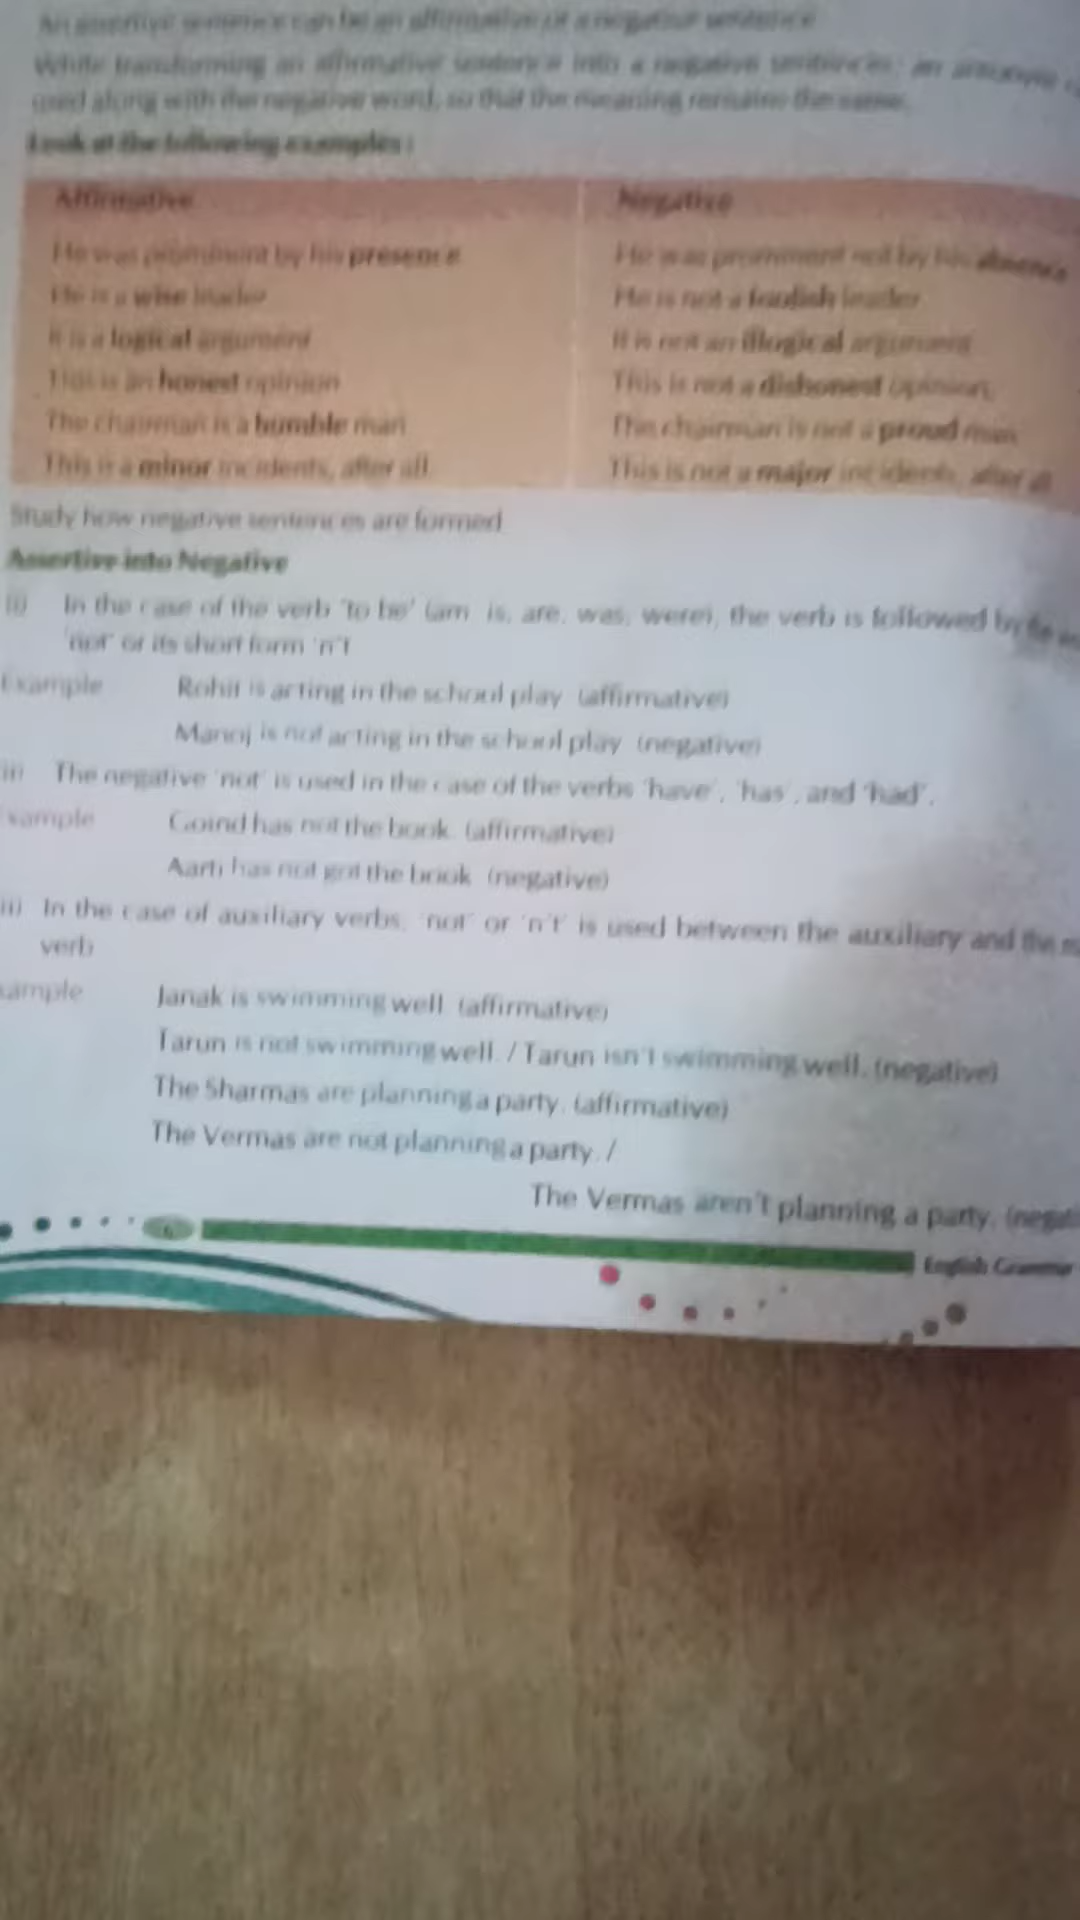 An assertive sentence can be an affirmative or a negative sentence
While transforming an affirmative sentence into a negative sentences, an antonym
used along with the negative word, so that the meaning remains the same.
Look at the following examples :
Affirmative Negative
He was prominent by his presence He was prominent not by his absence
He is a wise leader He is not a foolish leader
It is a logical argument It is not an illogical argument
This is an honest opinion This is not a dishonest opinion,
The chairman is a humble man The chairman is not a proud man
This is a minor incidents, after all This is not a major incidents, after all
Study how negative sentences are formed
Assertive into Negative
(i) In the case of the verb 'to be' (am is, are, was, were), the verb is followed by
'not' or its short form 'n't
Example Rohit is acting in the school play (affirmative)
Manoj is not acting in the school play (negative)
The negative 'not' is used in the case of the verbs 'have', 'has', and 'had'.
xample has not the book. (affirmative)
Aarti has not got the book (negative)
In the case of auxiliary verbs, 'not' or 'n't' is used between the auxiliary and the
verb
ample Janak is swimming well (affirmative)
Tarun is not swimming well. / Tarun isn't swimming well. (negative)
The Sharmas are planning a party. (affirmative)
The Vermas are not planning a party. /
The Vermas aren't planning a party. (negati
English Grammar